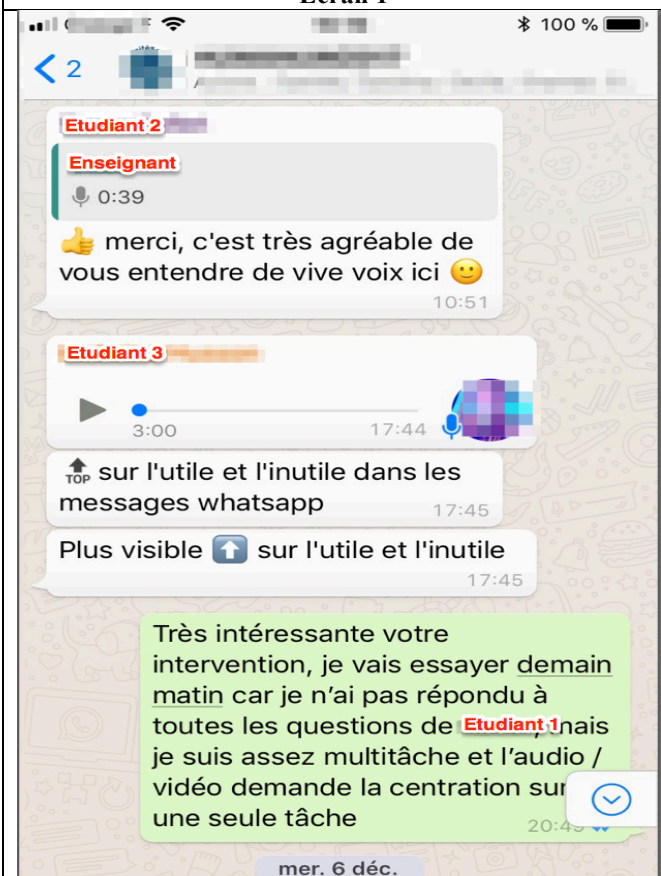 Ecran 1
100 %
2
Etudiant 2
Enseignant
0:39
👍 merci, c'est très agréable de
vous entendre de vive voix ici 🙂
10:51
Etudiant 3
3:00 17:44
🔝 sur l'utile et l'inutile dans les
messages whatsapp 17:45
Plus visible ⬆️ sur l'utile et l'inutile
17:45
Très intéressante votre
intervention, je vais essayer demain
matin car je n’ai pas répondu à
toutes les questions de Etudiant 1, mais
je suis assez multitâche et l’audio /
vidéo demande la centration sur
une seule tâche
mer. 6 déc.